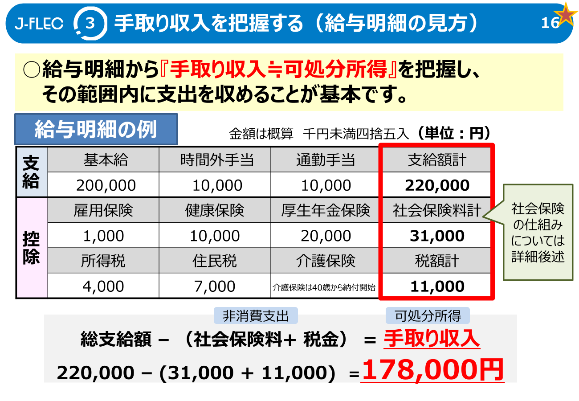 J-FLEC ③ 手取り収入を把握する（給与明細の見方） 16
○給与明細から『手取り収入≒可処分所得』を把握し、
その範囲内に支出を収めることが基本です。
給与明細の例 金額は概算 千円未満四捨五入（単位：円）
支給 基本給 時間外手当 通勤手当 支給額計
200,000 10,000 10,000 220,000
控除 雇用保険 健康保険 厚生年金保険 社会保険料計
1,000 10,000 20,000 31,000
所得税 住民税 介護保険 税額計
4,000 7,000 介護保険は40歳から納付開始 11,000
社会保険
の仕組み
については
詳細後述
非消費支出 可処分所得
総支給額 − （社会保険料+ 税金） = 手取り収入
220,000 − (31,000 + 11,000) =178,000円